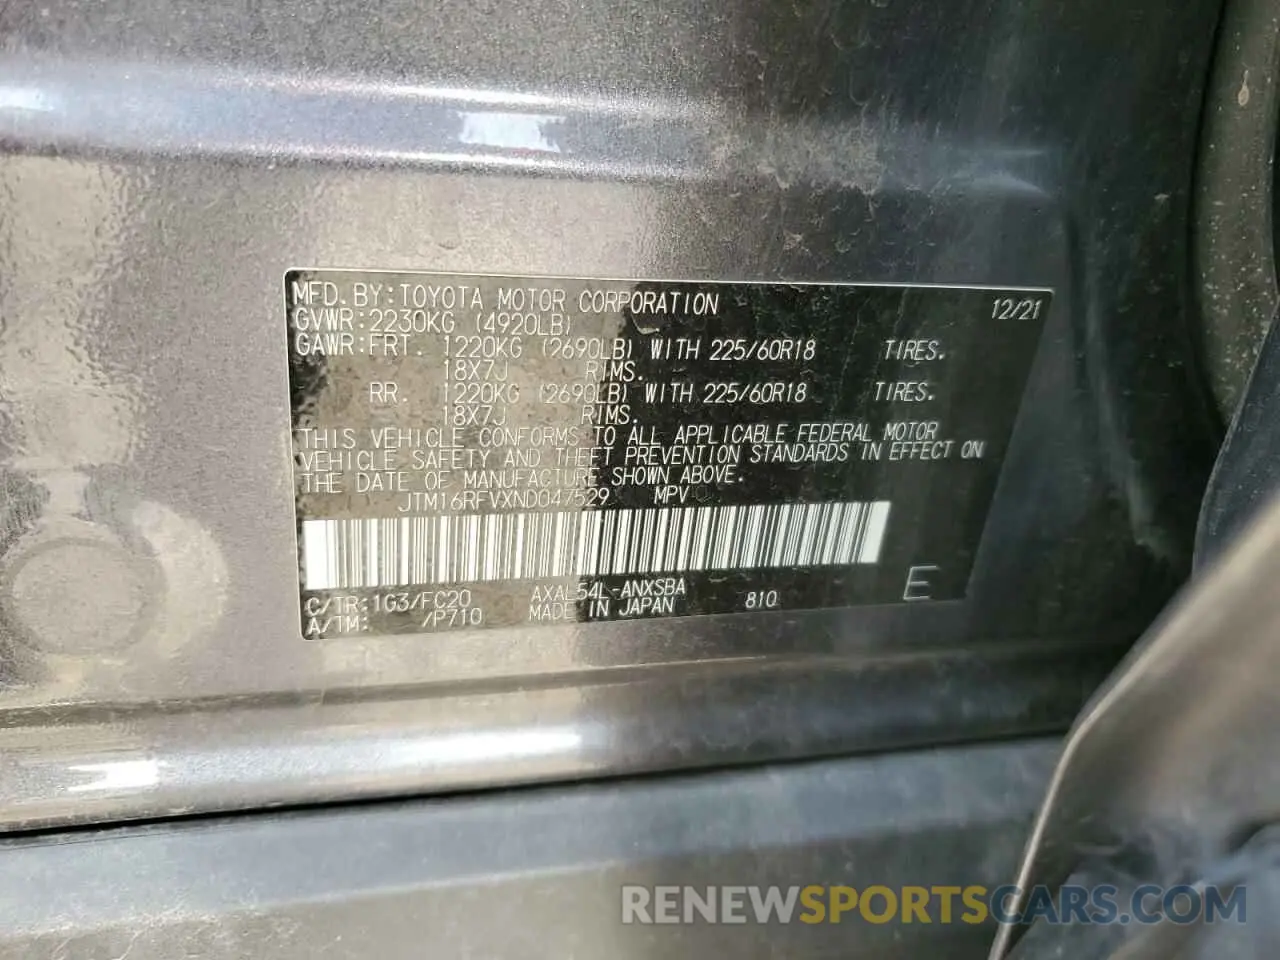 MFD.BY:TOYOTA MOTOR CORPORATION 12/21
GVWR:2230KG (4920LB)
GAWR:FRT. 1220KG (2690LB) WITH 225/60R18 TIRES.
18X7J RIMS.
RR. 1220KG (2690LB) WITH 225/60R18 TIRES.
18X7J RIMS.
THIS VEHICLE CONFORMS TO ALL APPLICABLE FEDERAL MOTOR
VEHICLE SAFETY AND THEFT PREVENTION STANDARDS IN EFFECT ON
THE DATE OF MANUFACTURE SHOWN ABOVE.
JTM16RFVXND047529 MPV
C/TR:1G3/FC20 AXAL54L-ANXSBA 810 E
A/TM: /P710 MADE IN JAPAN
RENEWSPORTSCARS.COM